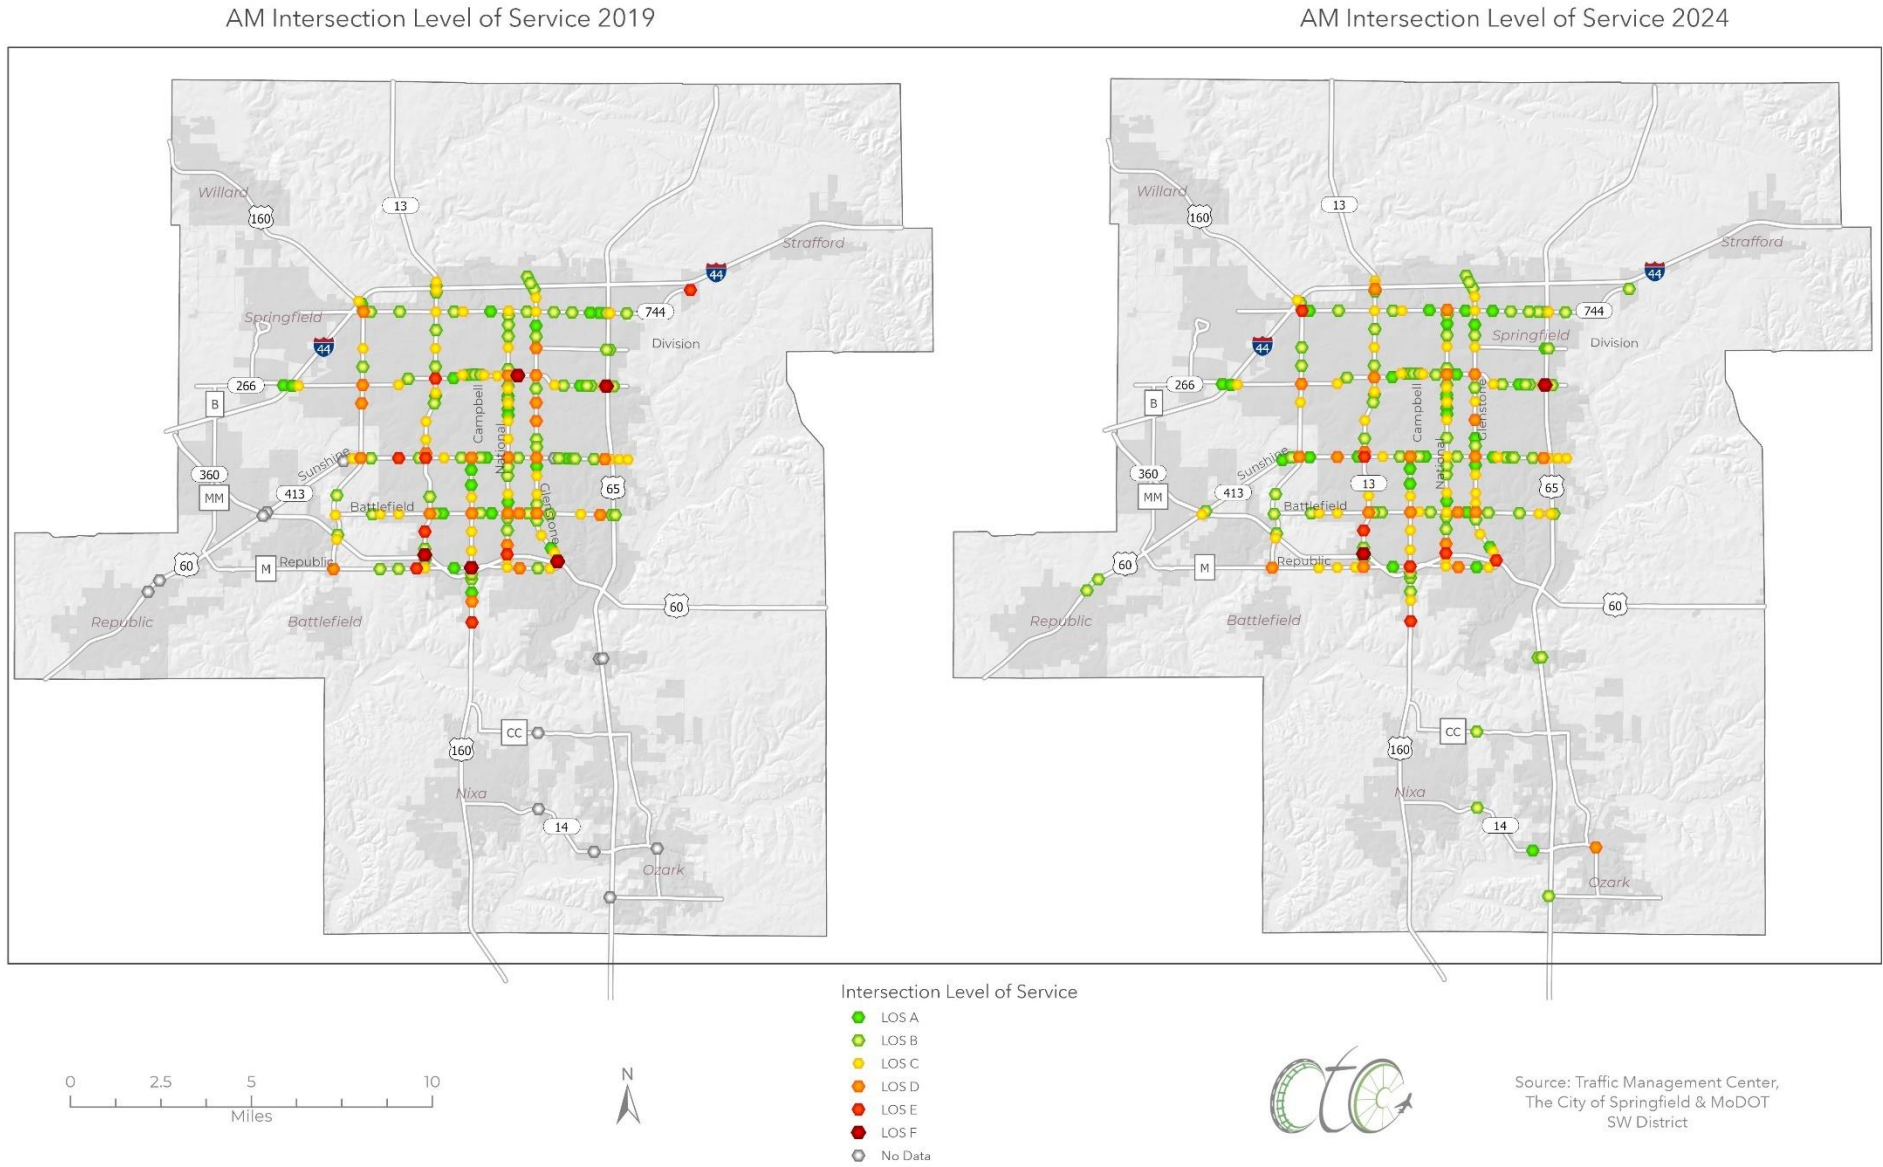 AM Intersection Level of Service 2019
AM Intersection Level of Service 2024
Willard
160
13
Strafford
44
Springfield
744
44
Division
266
B
Campbell
National
Sunshine
360
413
MM
65
Glenstone
Battlefield
60
M
Republic
60
Republic
Battlefield
CC
160
Nixa
14
Ozark
Willard
160
13
Strafford
44
744
Springfield
44
Division
266
B
Campbell
Glenstone
National
Sunshine
360
413
13
MM
65
Battlefield
60
M
Republic
60
Republic
Battlefield
CC
160
Nixa
14
Ozark
Intersection Level of Service
LOS A
LOS B
LOS C
LOS D
LOS E
LOS F
No Data
0 2.5 5 10
Miles
N
cto
Source: Traffic Management Center,
The City of Springfield & MoDOT
SW District